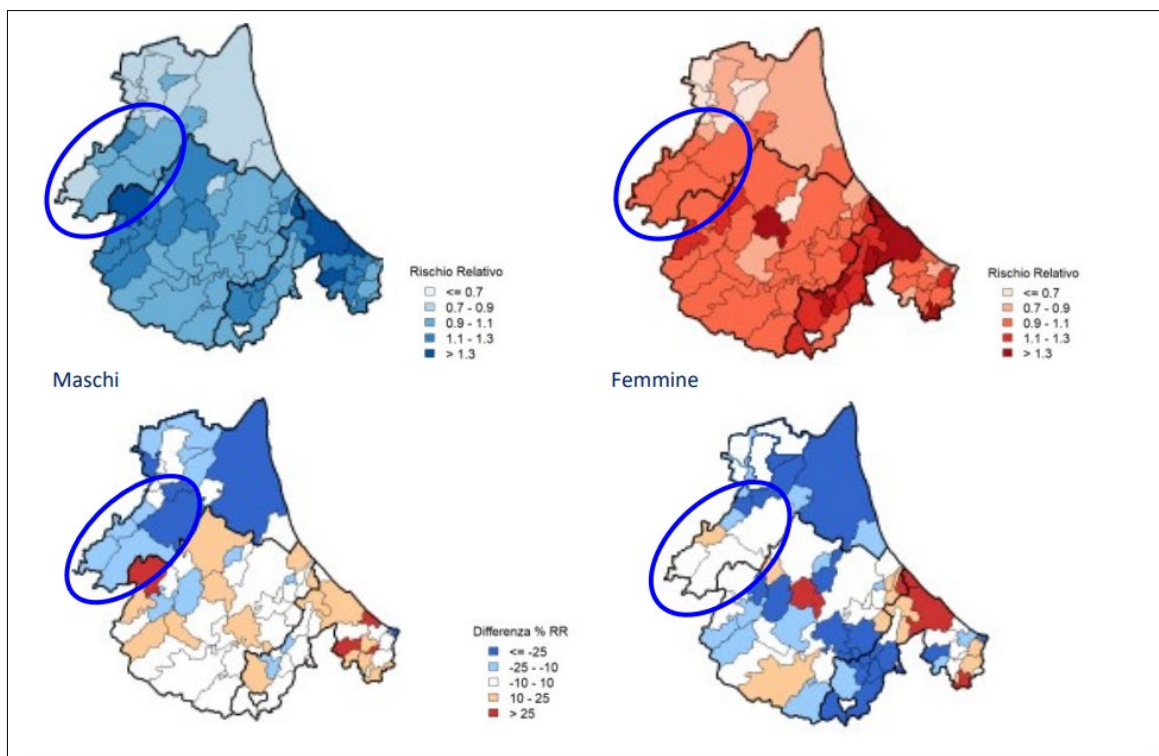 Rischio Relativo
<= 0.7
0.7 - 0.9
0.9 - 1.1
1.1 - 1.3
> 1.3
Rischio Relativo
<= 0.7
0.7 - 0.9
0.9 - 1.1
1.1 - 1.3
> 1.3
Maschi
Femmine
Differenza % RR
<= -25
-25 - -10
-10 - 10
10 - 25
> 25